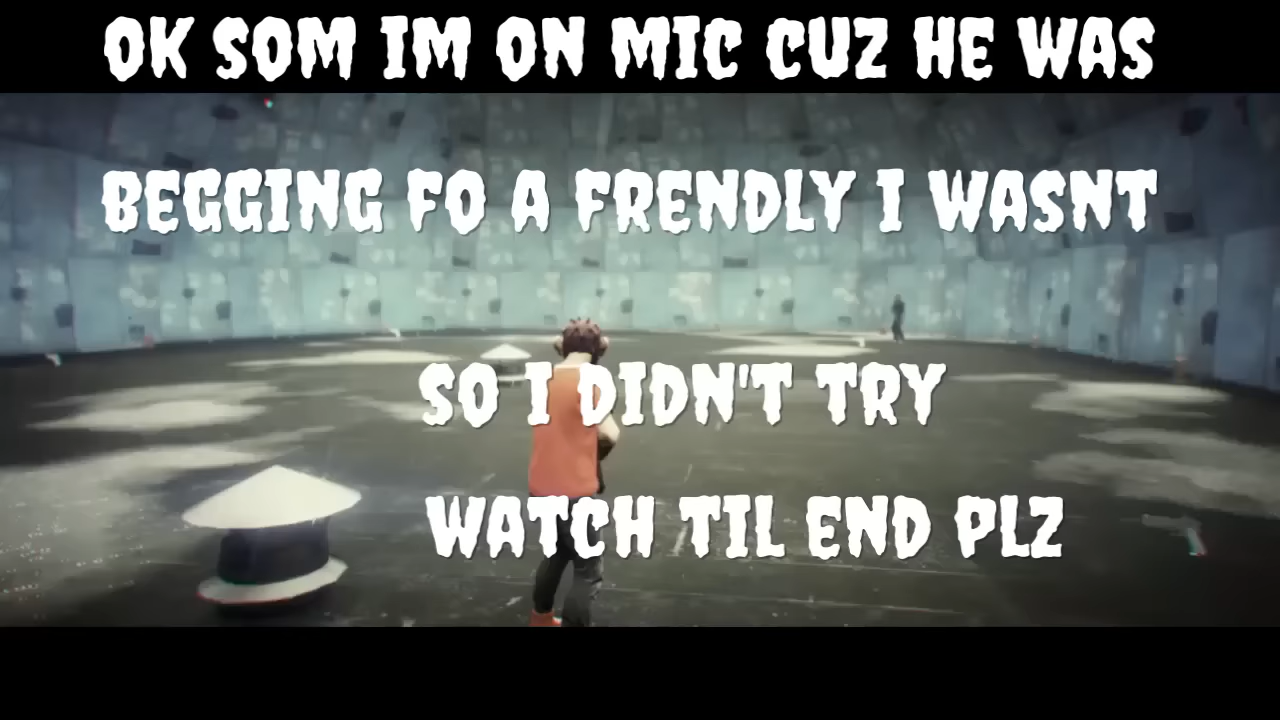 OK SOM IM ON MIC CUZ HE WAS
BEGGING FO A FRENDLY I WASNT
SO I DIDN'T TRY
WATCH TIL END PLZ